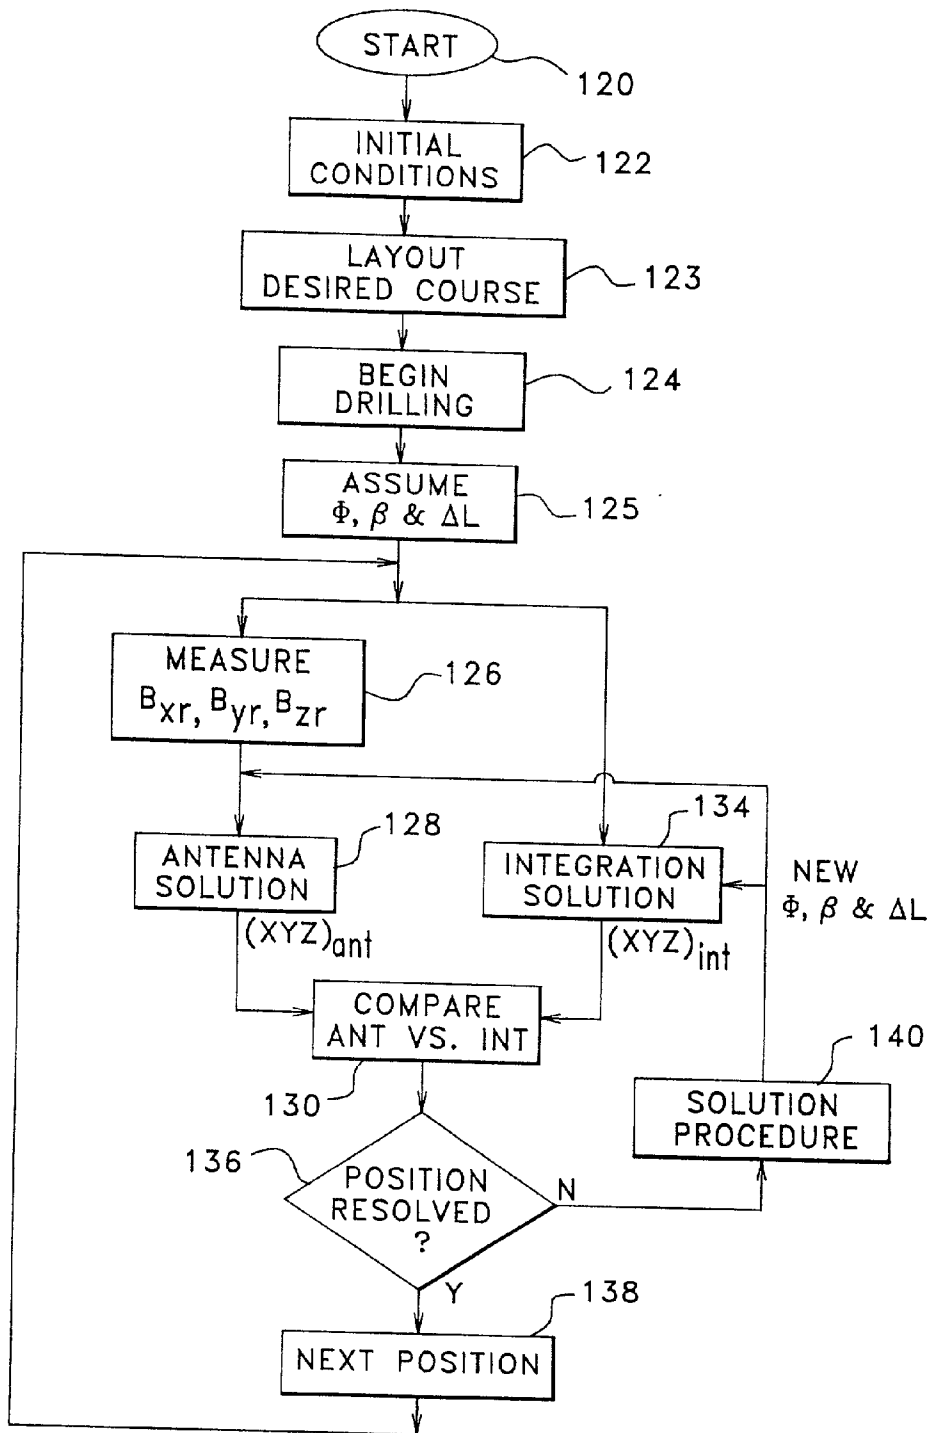 START
120
INITIAL
CONDITIONS
122
LAYOUT
DESIRED COURSE
123
BEGIN
DRILLING
124
ASSUME
Φ, β & ΔL
125
MEASURE
Bxr, Byr, Bzr
126
ANTENNA
SOLUTION
128
INTEGRATION
SOLUTION
134
NEW
Φ, β & ΔL
(XYZ)ant
(XYZ)int
COMPARE
ANT VS. INT
130
SOLUTION
PROCEDURE
140
136
POSITION
RESOLVED
?
N
Y
138
NEXT POSITION